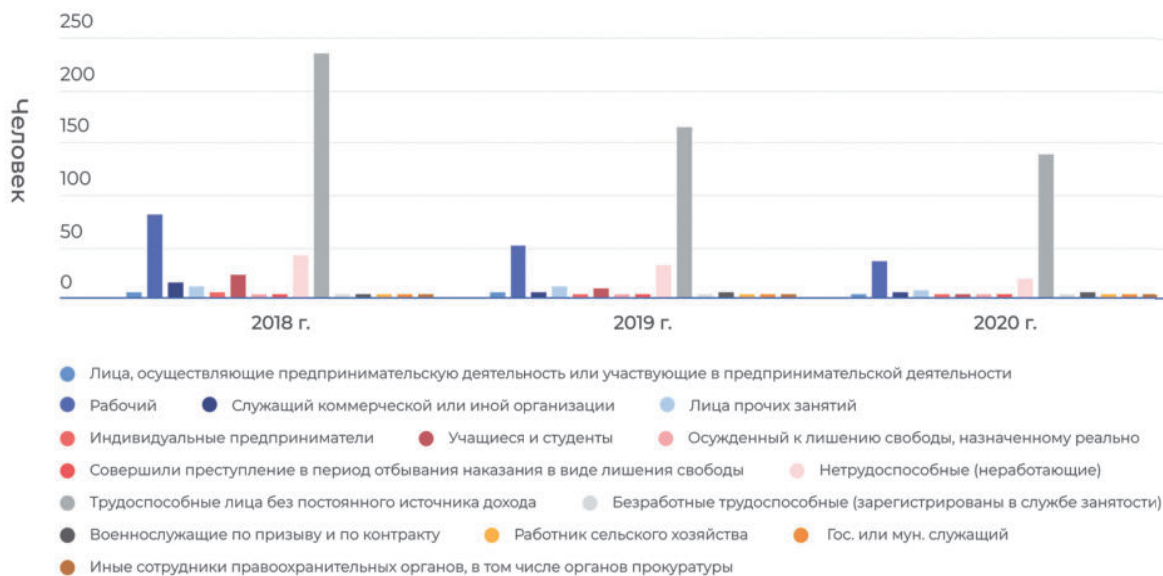 250
200
150
100
50
0
Человек
2018 г.
2019 г.
2020 г.
Лица, осуществляющие предпринимательскую деятельность или участвующие в предпринимательской деятельности
Рабочий
Служащий коммерческой или иной организации
Лица прочих занятий
Индивидуальные предприниматели
Учащиеся и студенты
Осужденный к лишению свободы, назначенному реально
Совершили преступление в период отбывания наказания в виде лишения свободы
Нетрудоспособные (неработающие)
Трудоспособные лица без постоянного источника дохода
Безработные трудоспособные (зарегистрированы в службе занятости)
Военнослужащие по призыву и по контракту
Работник сельского хозяйства
Гос. или мун. служащий
Иные сотрудники правоохранительных органов, в том числе органов прокуратуры